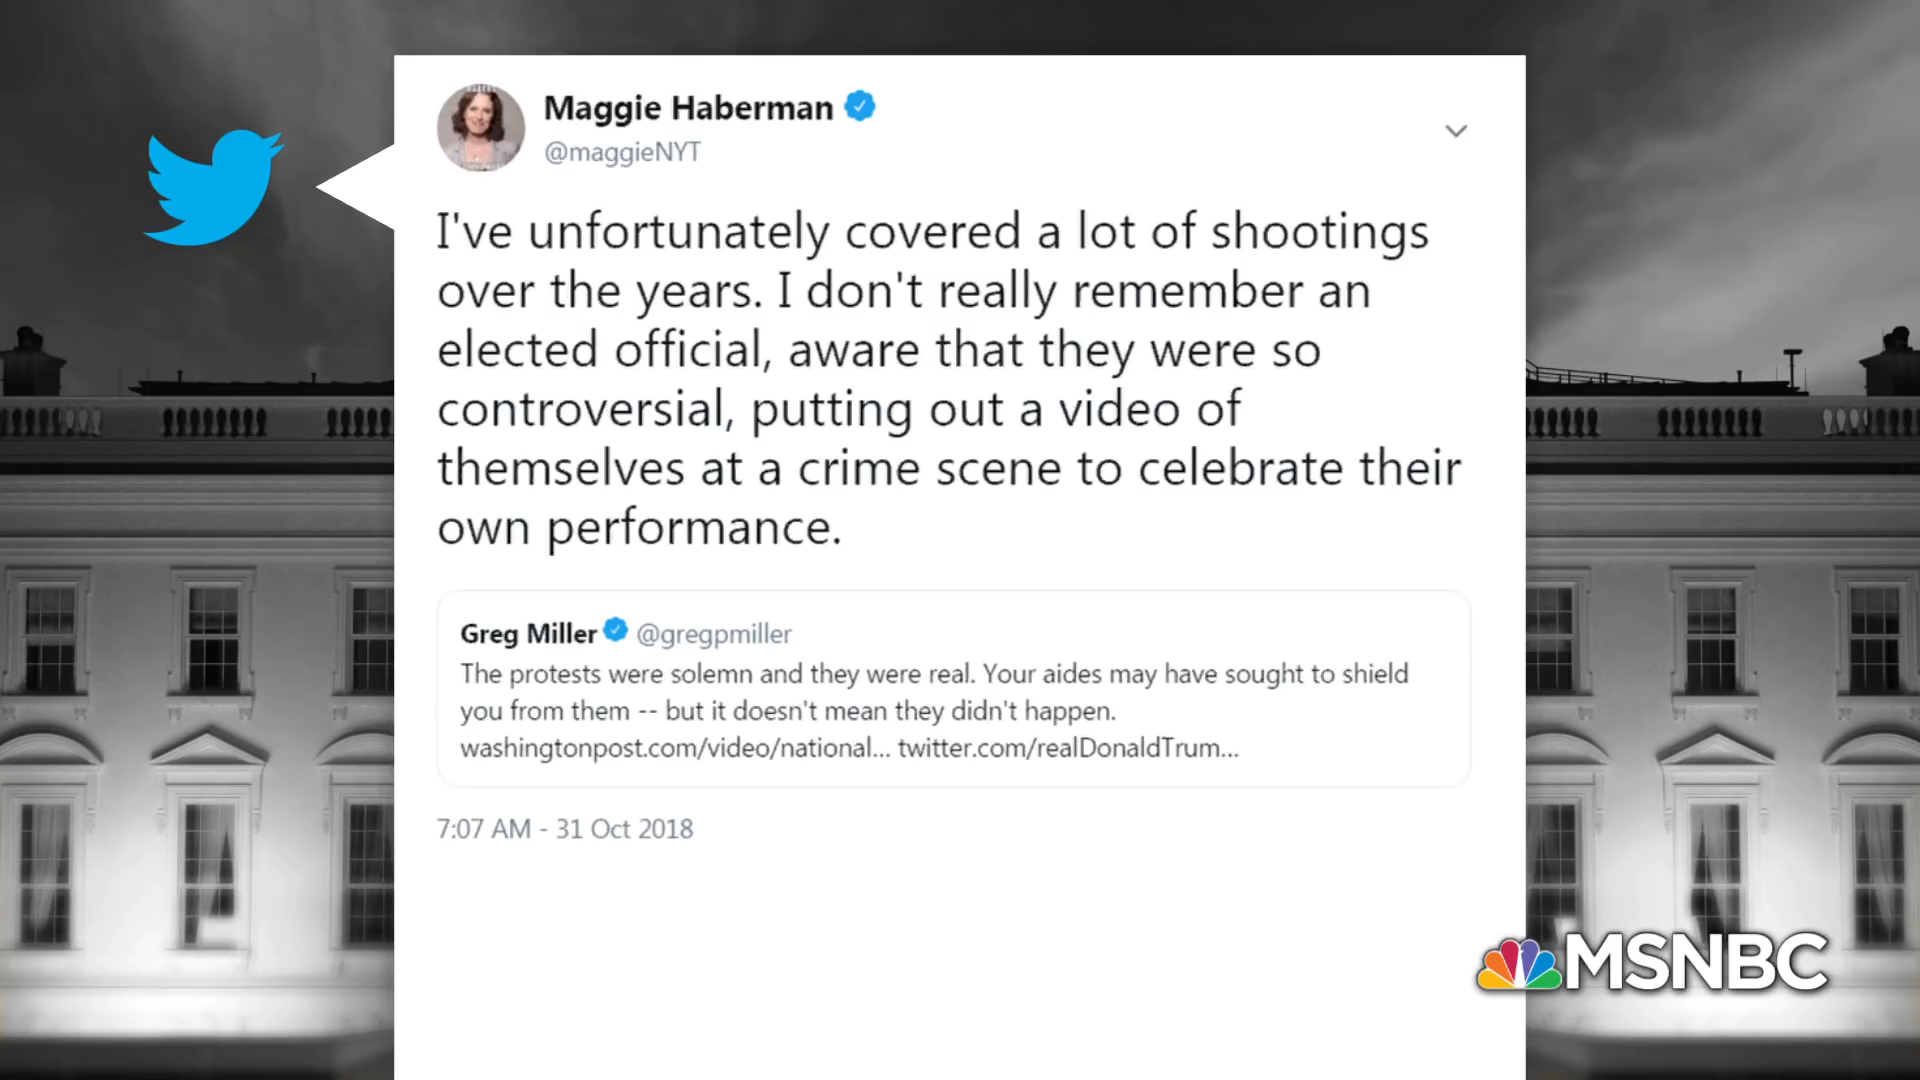 Maggie Haberman
@maggieNYT
I've unfortunately covered a lot of shootings
over the years. I don't really remember an
elected official, aware that they were so
controversial, putting out a video of
themselves at a crime scene to celebrate their
own performance.
Greg Miller @gregpmiller
The protests were solemn and they were real. Your aides may have sought to shield
you from them -- but it doesn't mean they didn't happen.
washingtonpost.com/video/national... twitter.com/realDonaldTrum...
7:07 AM - 31 Oct 2018
MSNBC